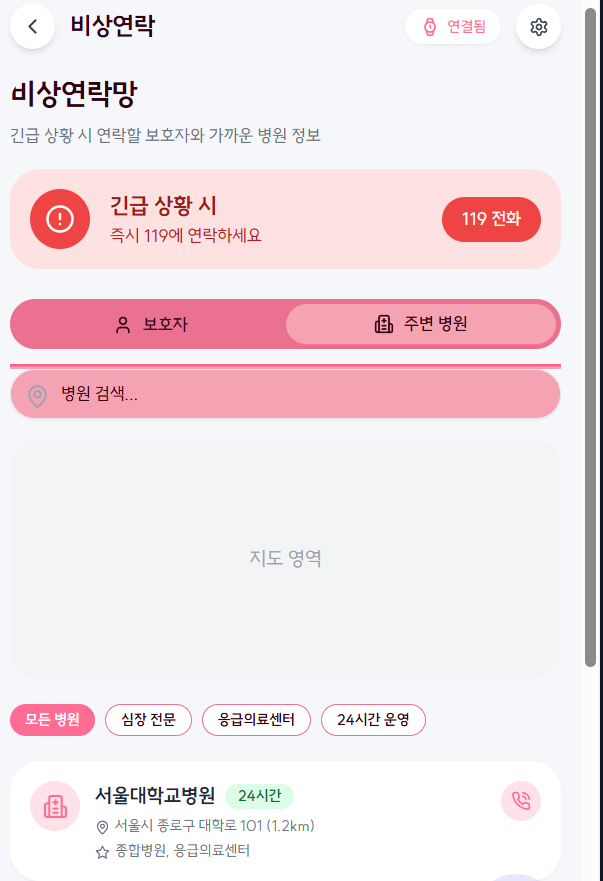 비상연락
연결됨
비상연락망
긴급 상황 시 연락할 보호자와 가까운 병원 정보
긴급 상황 시
즉시 119에 연락하세요
119 전화
보호자
주변 병원
병원 검색...
지도 영역
모든 병원
심장 전문
응급의료센터
24시간 운영
서울대학교병원
24시간
서울시 종로구 대학로 101 (1.2km)
종합병원, 응급의료센터